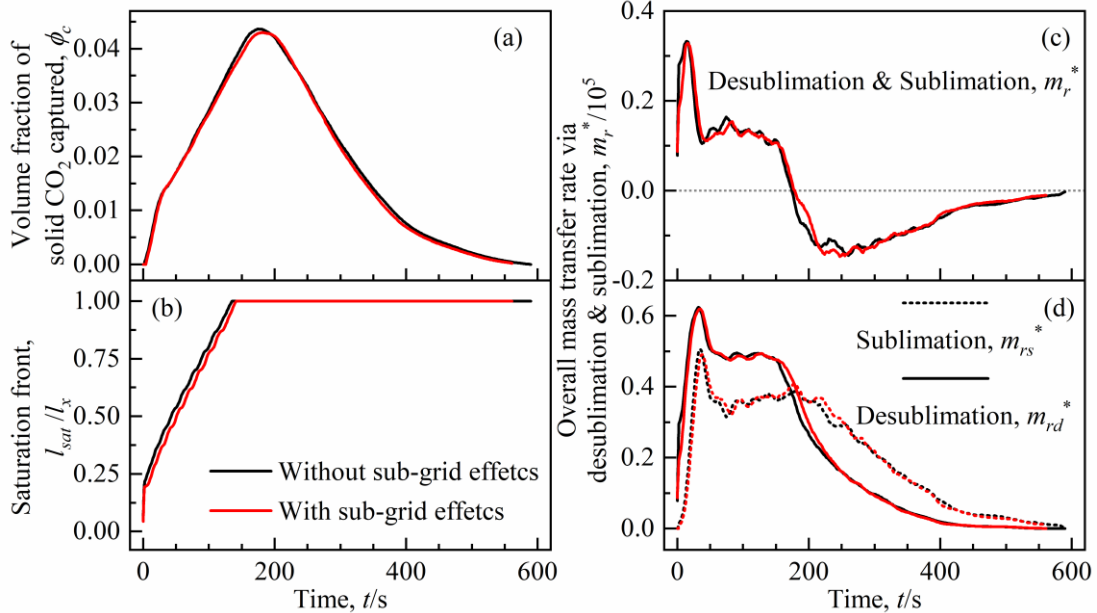 Volume fraction of
solid CO2 captured, ϕc
0.04
0.03
0.02
0.01
0.00
(a)
Saturation front,
lsat/lx
1.00
0.75
0.50
0.25
0.00
(b)
Without sub-grid effetcs
With sub-grid effetcs
0
200
400
600
Time, t/s
Overall mass transfer rate via
desublimation & sublimation, mr*/10^5
0.4
0.2
0.0
-0.2
(c)
Desublimation & Sublimation, mr*
0.6
0.4
0.2
0.0
(d)
Sublimation, mrs*
Desublimation, mrd*
0
200
400
600
Time, t/s